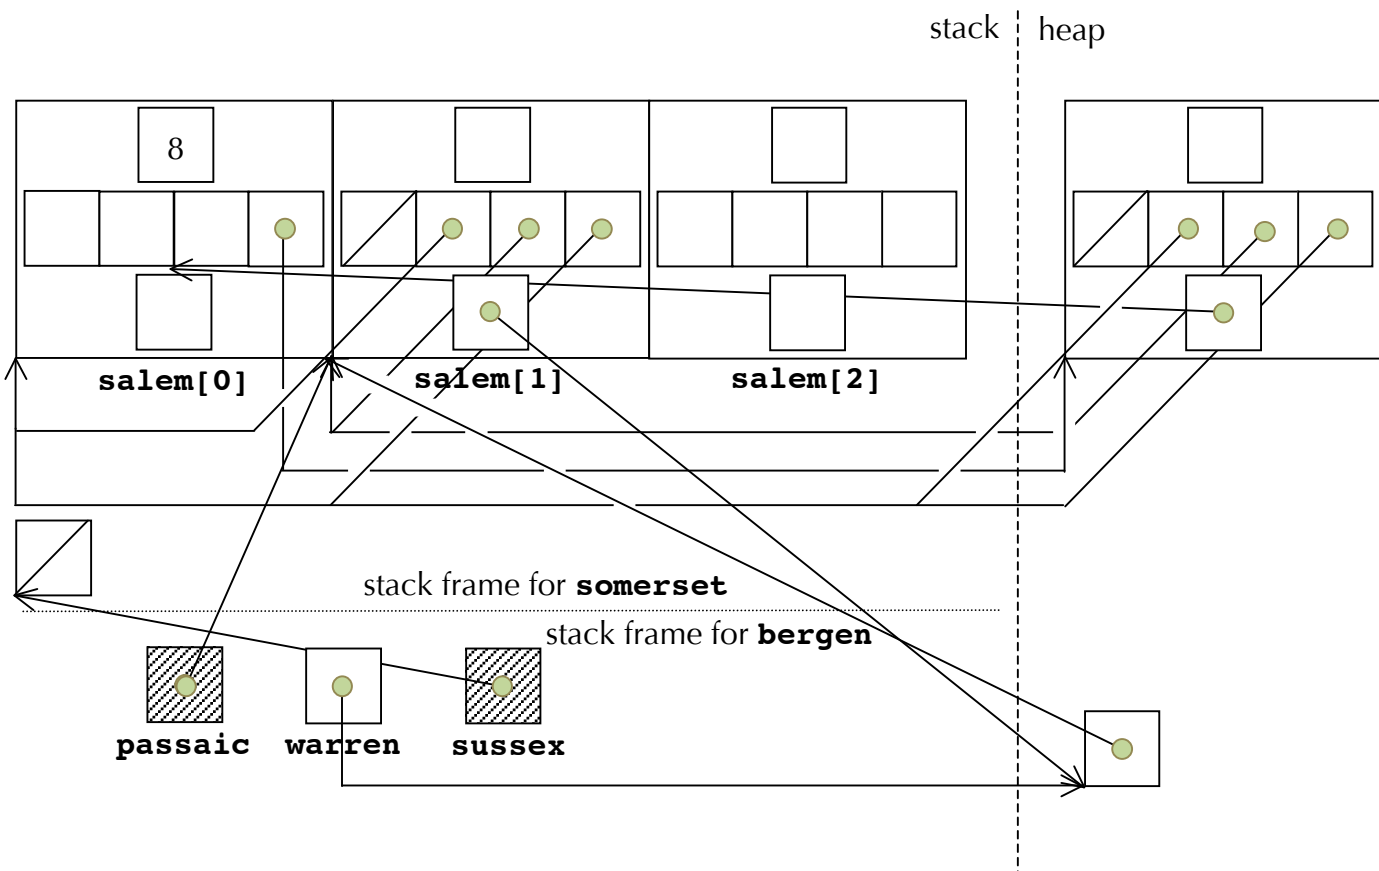 stack heap
8
salem[0] salem[1] salem[2]
stack frame for somerset
stack frame for bergen
passaic warren sussex